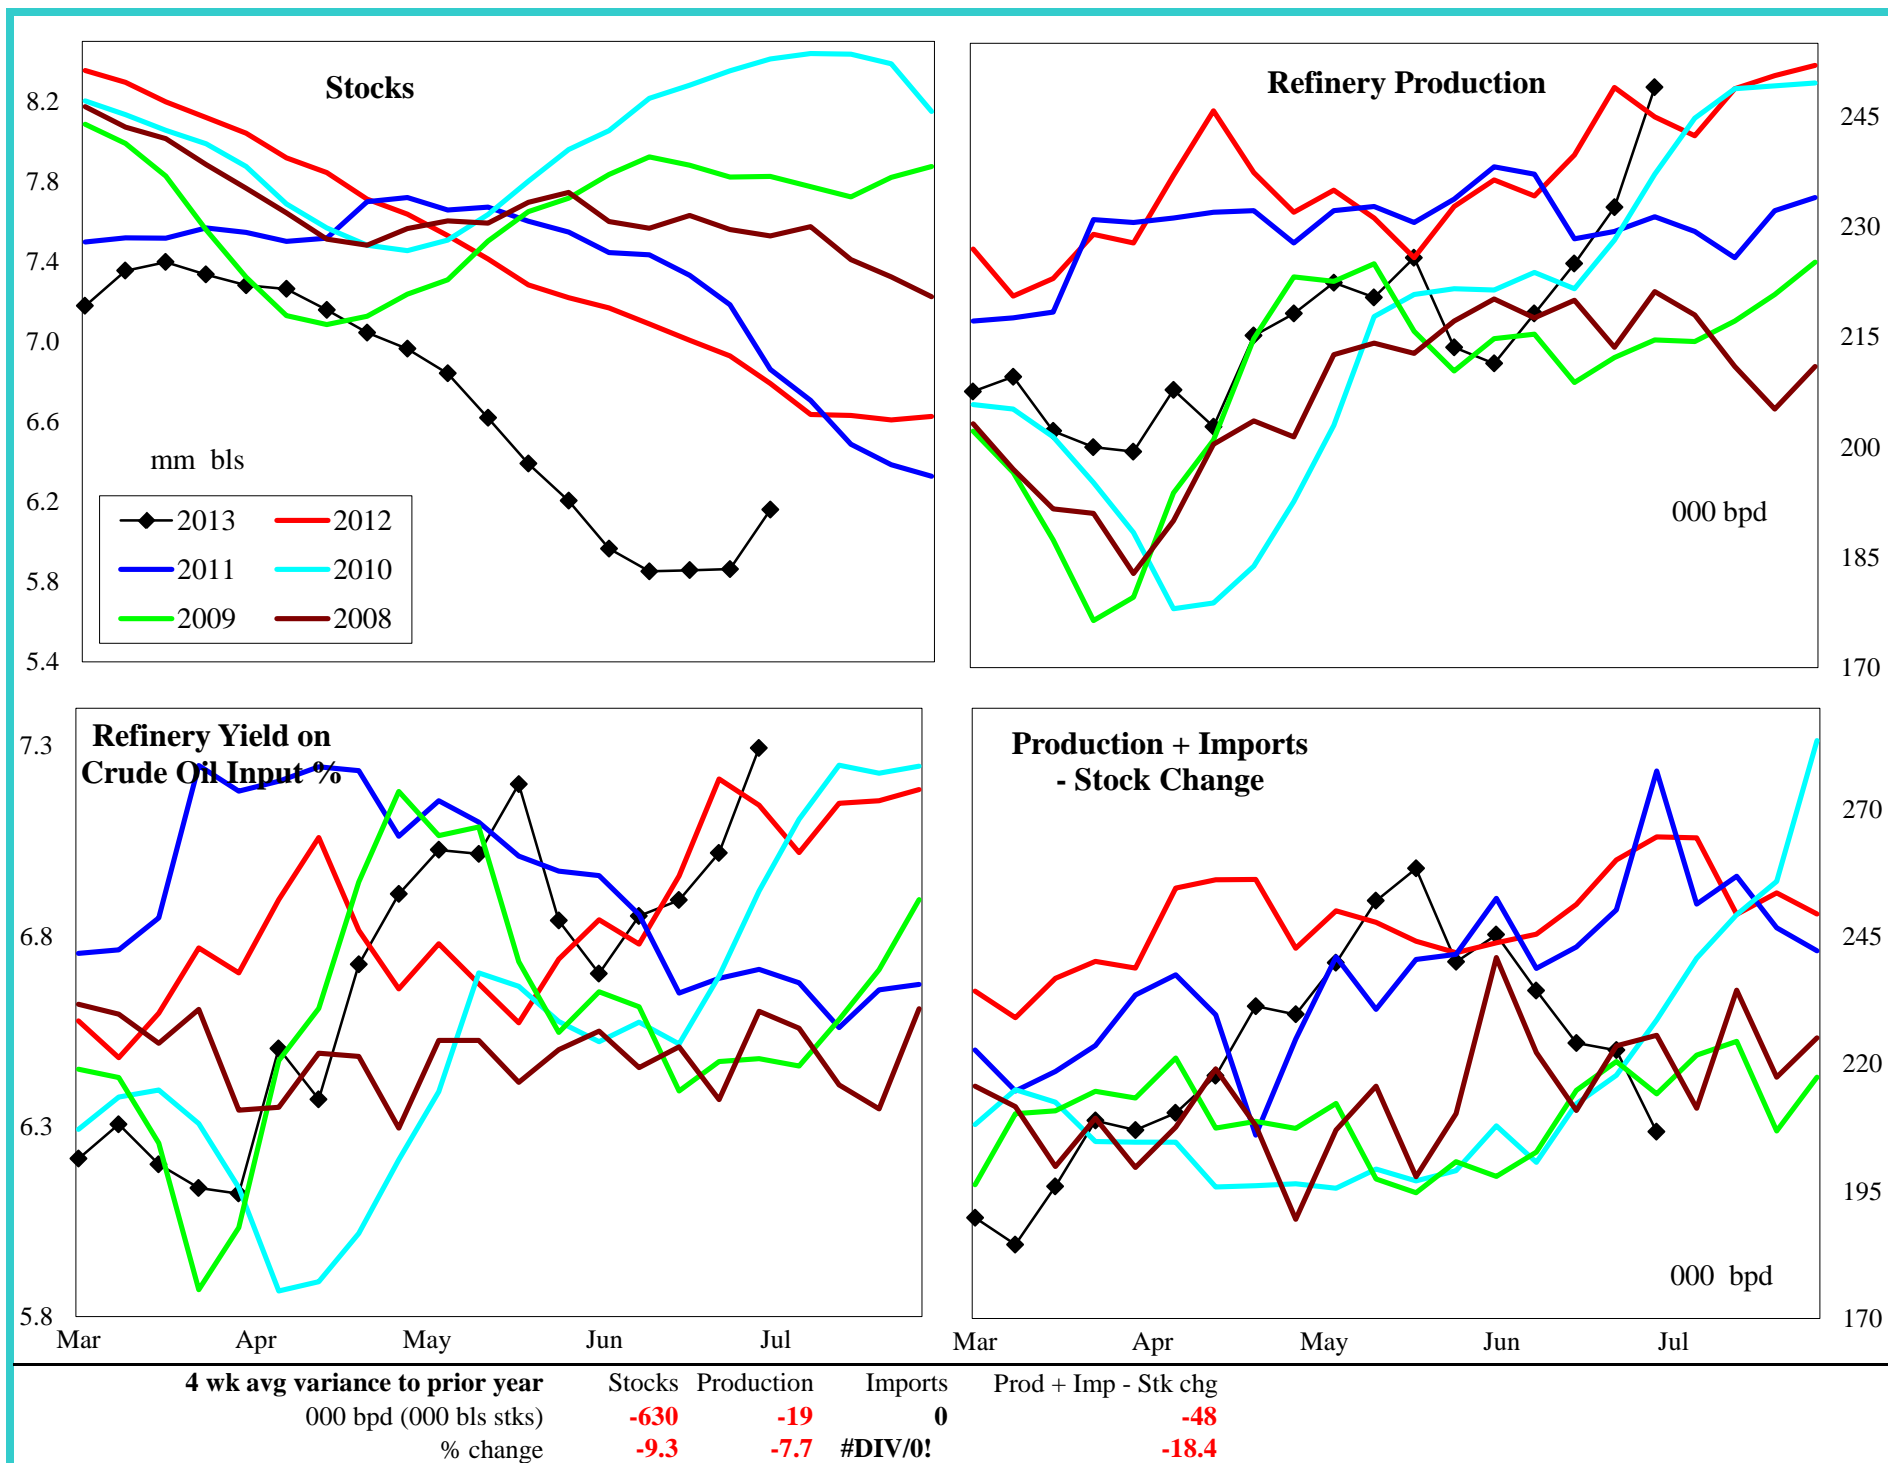 Stocks
8.2
7.8
7.4
7.0
6.6
6.2
5.8
5.4
mm bls
2013 2012
2011 2010
2009 2008
Refinery Production
245
230
215
200
185
170
000 bpd
Refinery Yield on
Crude Oil Input %
7.3
6.8
6.3
5.8
Mar Apr May Jun Jul
Production + Imports
- Stock Change
270
245
220
195
170
000 bpd
Mar Apr May Jun Jul
4 wk avg variance to prior year Stocks Production Imports Prod + Imp - Stk chg
000 bpd (000 bls stks) -630 -19 0 -48
% change -9.3 -7.7 #DIV/0! -18.4